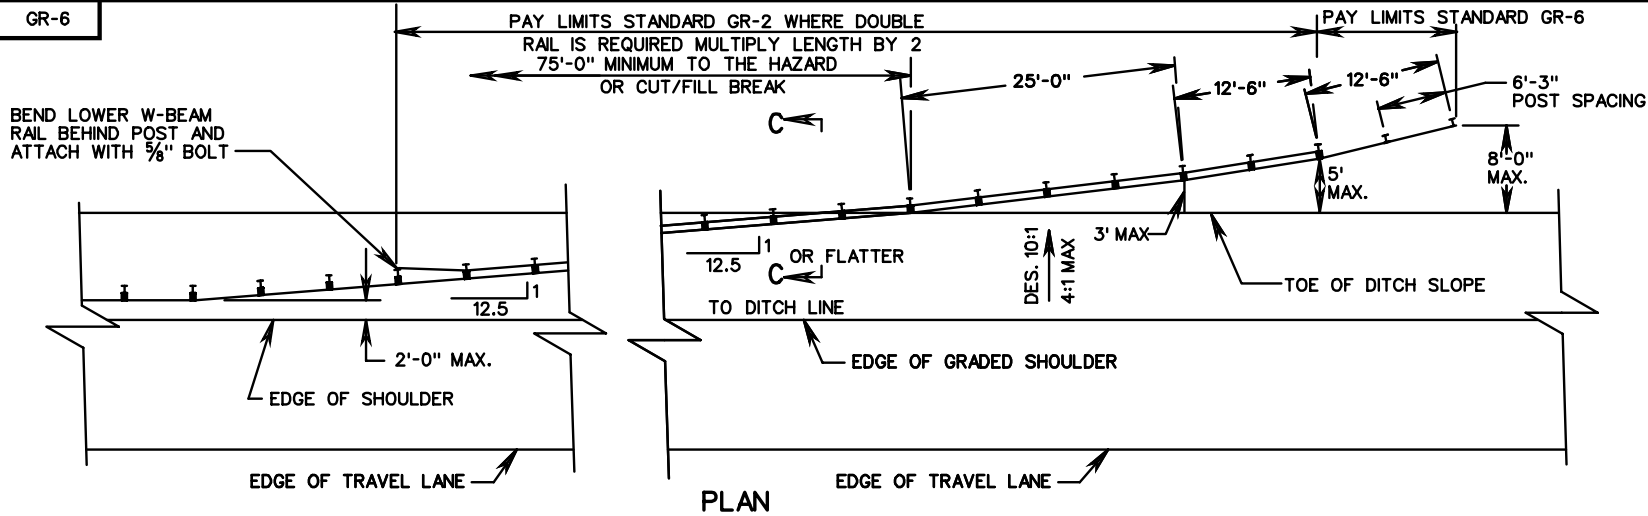 GR-6
PAY LIMITS STANDARD GR-2 WHERE DOUBLE
RAIL IS REQUIRED MULTIPLY LENGTH BY 2
75'-0" MINIMUM TO THE HAZARD
OR CUT/FILL BREAK
PAY LIMITS STANDARD GR-6
25'-0"
12'-6"
12'-6"
6'-3"
POST SPACING
BEND LOWER W-BEAM
RAIL BEHIND POST AND
ATTACH WITH ⅝" BOLT
C
8'-0"
MAX.
5'
MAX.
3' MAX
1
12.5
OR FLATTER
C
TO DITCH LINE
DES. 10:1
4:1 MAX
TOE OF DITCH SLOPE
1
12.5
2'-0" MAX.
EDGE OF GRADED SHOULDER
EDGE OF SHOULDER
EDGE OF TRAVEL LANE
EDGE OF TRAVEL LANE
PLAN